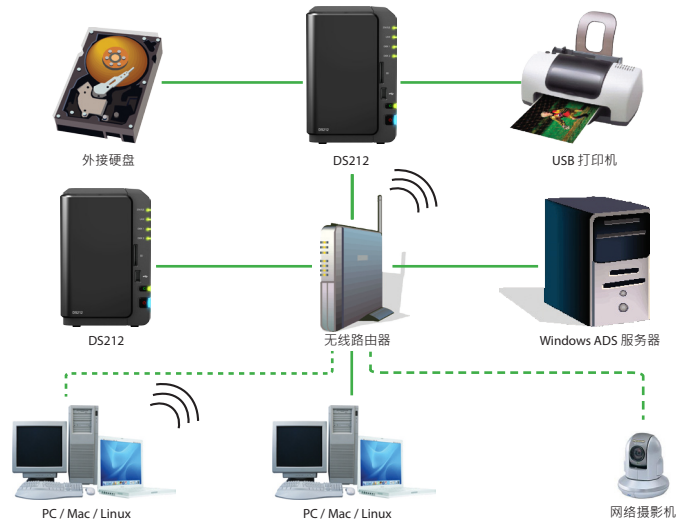 外接硬盘
DS212
USB 打印机
DS212
无线路由器
Windows ADS 服务器
PC / Mac / Linux
PC / Mac / Linux
网络摄影机